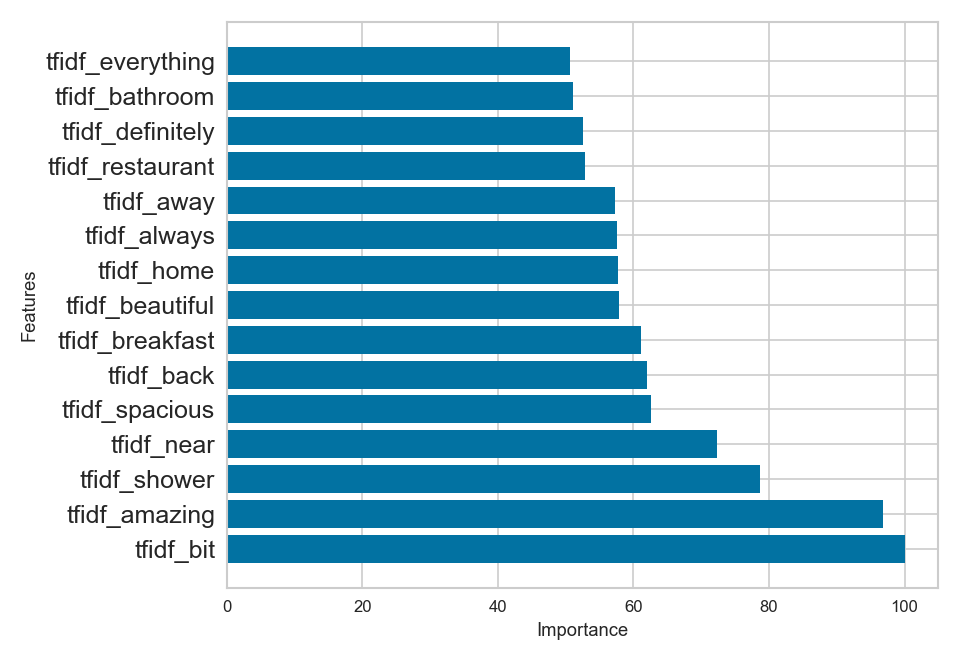 tfidf_everything
tfidf_bathroom
tfidf_definitely
tfidf_restaurant
tfidf_away
tfidf_always
tfidf_home
tfidf_beautiful
tfidf_breakfast
tfidf_back
tfidf_spacious
tfidf_near
tfidf_shower
tfidf_amazing
tfidf_bit
Features
0 20 40 60 80 100
Importance